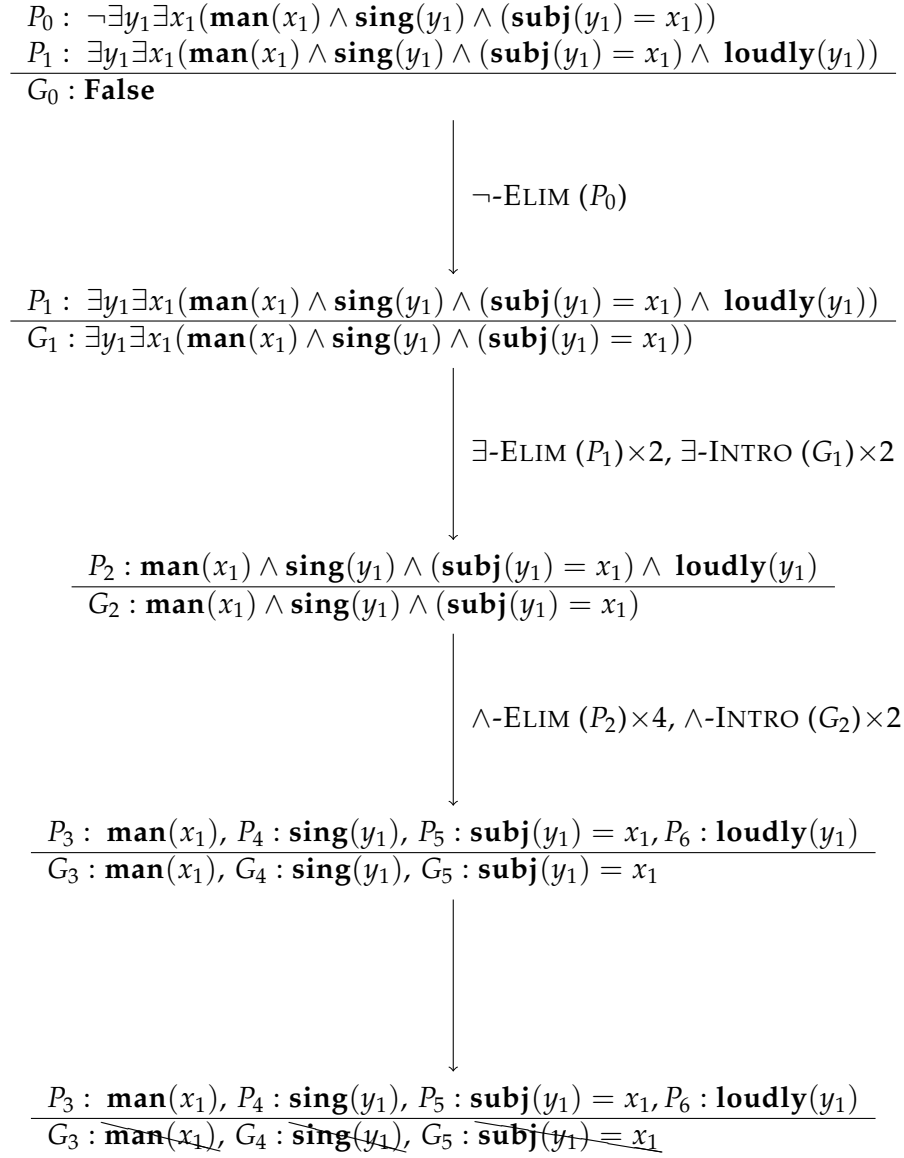 P₀ : ¬∃y₁∃x₁(man(x₁) ∧ sing(y₁) ∧ (subj(y₁) = x₁))
P₁ : ∃y₁∃x₁(man(x₁) ∧ sing(y₁) ∧ (subj(y₁) = x₁) ∧ loudly(y₁))
G₀ : False
¬-ELIM (P₀)
P₁ : ∃y₁∃x₁(man(x₁) ∧ sing(y₁) ∧ (subj(y₁) = x₁) ∧ loudly(y₁))
G₁ : ∃y₁∃x₁(man(x₁) ∧ sing(y₁) ∧ (subj(y₁) = x₁))
∃-ELIM (P₁)×2, ∃-INTRO (G₁)×2
P₂ : man(x₁) ∧ sing(y₁) ∧ (subj(y₁) = x₁) ∧ loudly(y₁)
G₂ : man(x₁) ∧ sing(y₁) ∧ (subj(y₁) = x₁)
∧-ELIM (P₂)×4, ∧-INTRO (G₂)×2
P₃ : man(x₁), P₄ : sing(y₁), P₅ : subj(y₁) = x₁, P₆ : loudly(y₁)
G₃ : man(x₁), G₄ : sing(y₁), G₅ : subj(y₁) = x₁
P₃ : man(x₁), P₄ : sing(y₁), P₅ : subj(y₁) = x₁, P₆ : loudly(y₁)
G₃ : man(x₁), G₄ : sing(y₁), G₅ : subj(y₁) = x₁